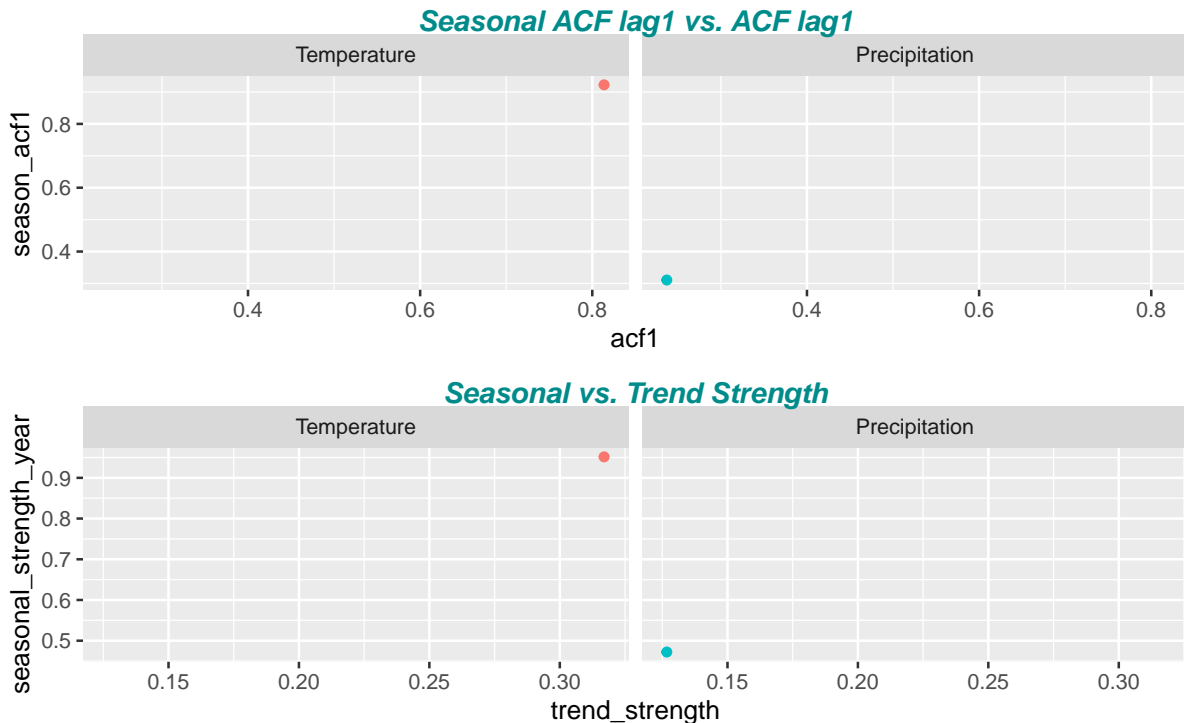 Seasonal ACF lag1 vs. ACF lag1
Temperature Precipitation
season_acf1
0.8
0.6
0.4
0.4 0.6 0.8 0.4 0.6 0.8
acf1
Seasonal vs. Trend Strength
Temperature Precipitation
seasonal_strength_year
0.9
0.8
0.7
0.6
0.5
0.15 0.20 0.25 0.30 0.15 0.20 0.25 0.30
trend_strength